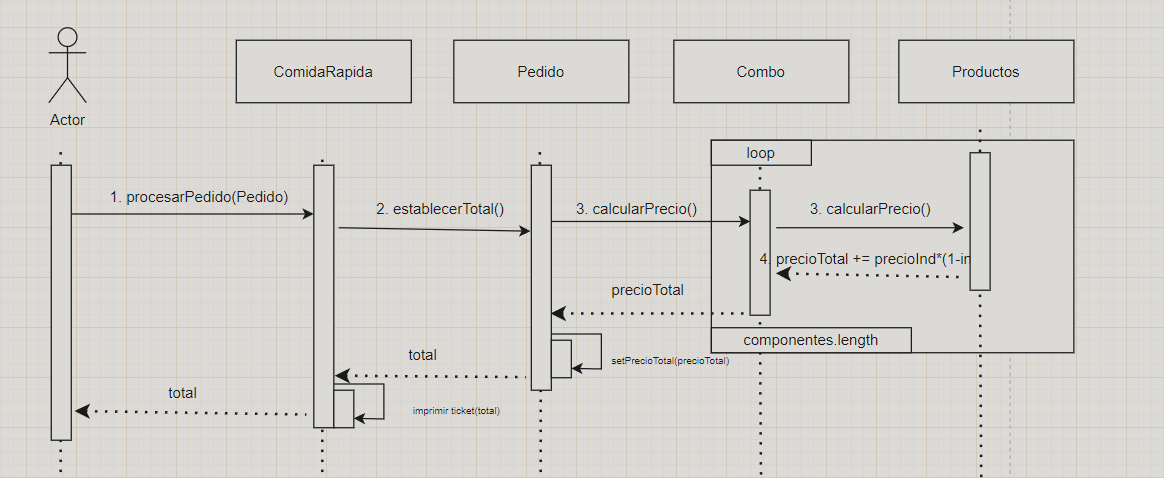 ComidaRapida
Pedido
Combo
Productos
Actor
loop
1. procesarPedido(Pedido)
2. establecerTotal()
3. calcularPrecio()
3. calcularPrecio()
4. precioTotal += precioInd*(1-in
precioTotal
componentes.length
total
setPrecioTotal(precioTotal)
total
imprimir ticket(total)